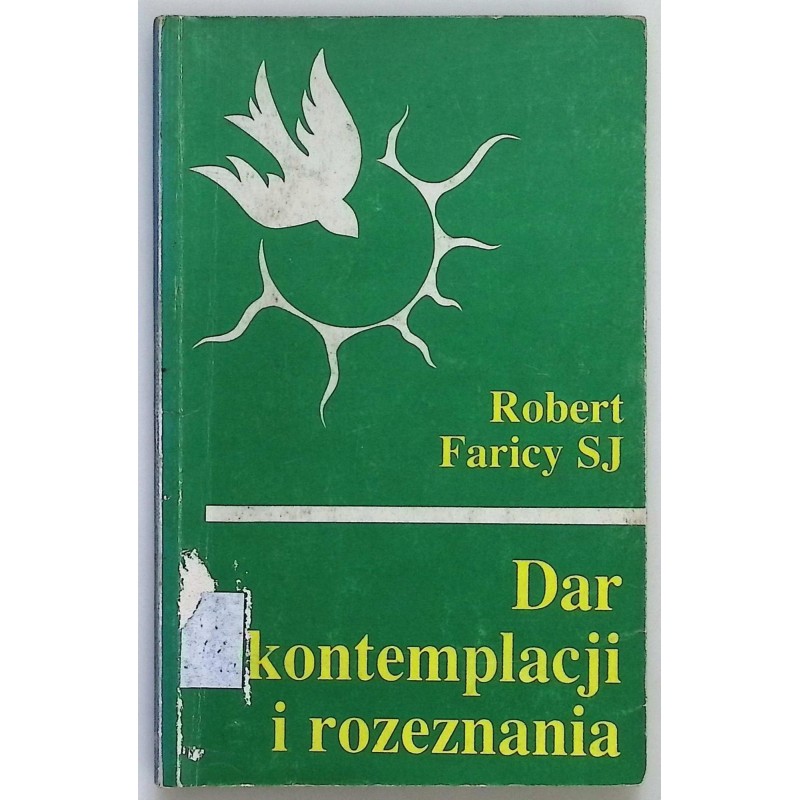 Robert
Faricy SJ
Dar
kontemplacji
i rozeznania